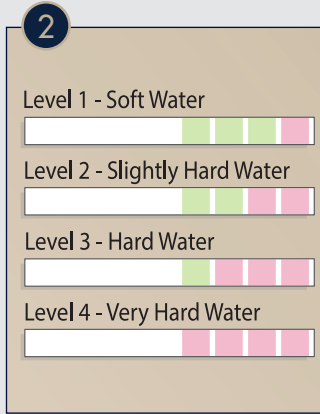 2
Level 1 - Soft Water
Level 2 - Slightly Hard Water
Level 3 - Hard Water
Level 4 - Very Hard Water